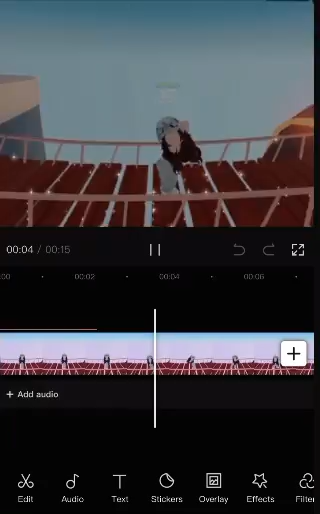 00:04 / 00:15
:00 00:02 00:04 00:06
+ Add audio
Edit Audio Text Stickers Overlay Effects Filter